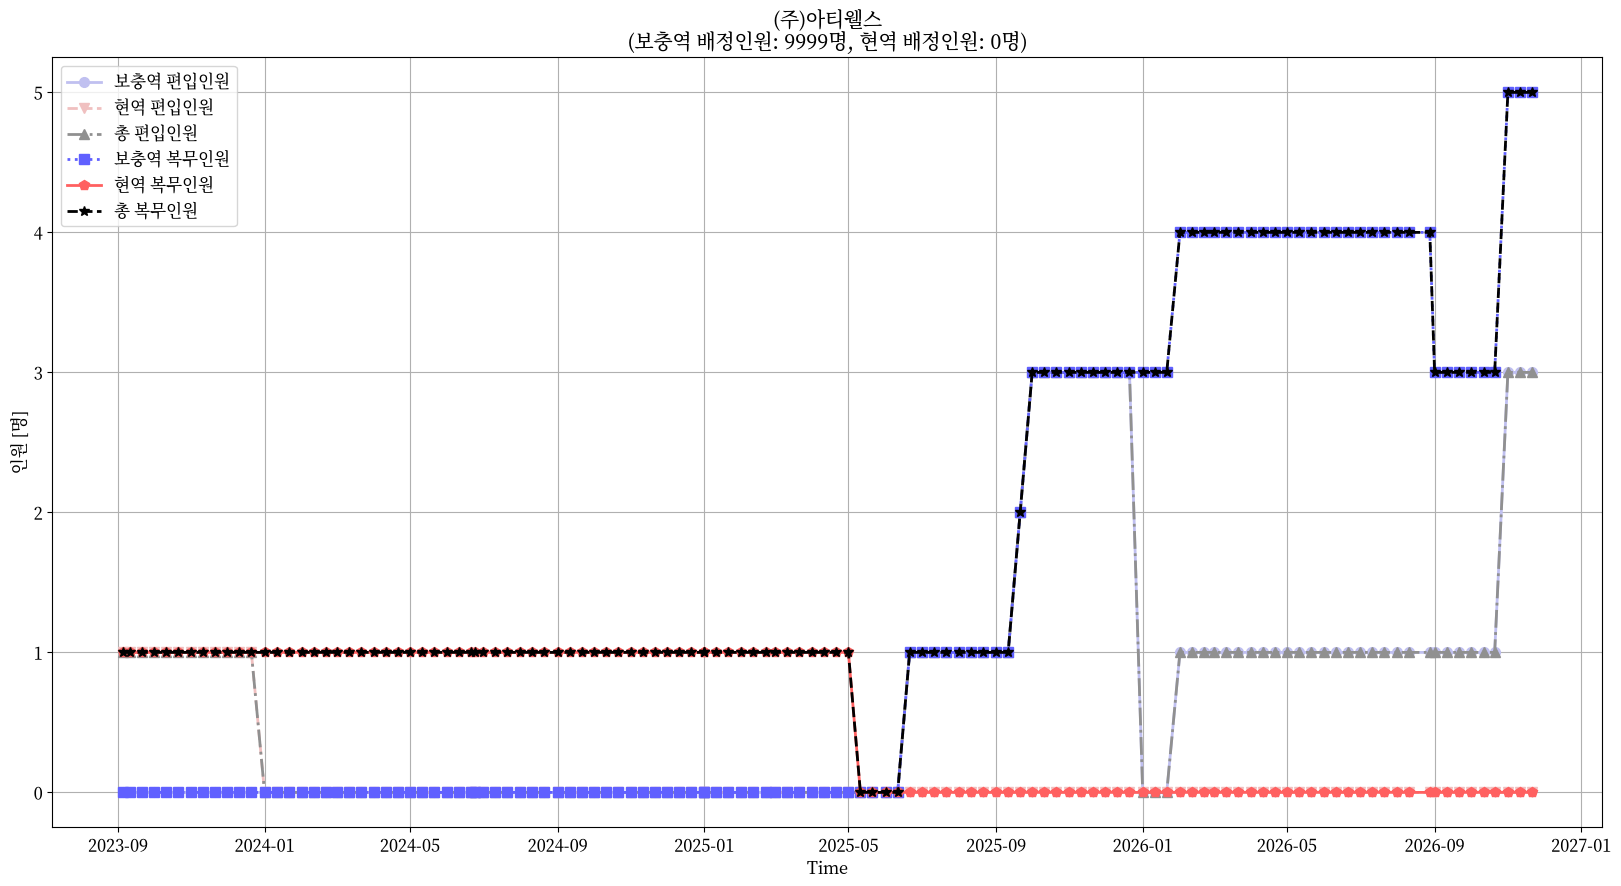 (주)아티웰스
(보충역 배정인원: 9999명, 현역 배정인원: 0명)
보충역 편입인원
현역 편입인원
총 편입인원
보충역 복무인원
현역 복무인원
총 복무인원
5
4
3
2
1
0
인원 [명]
2023-09
2024-01
2024-05
2024-09
2025-01
2025-05
2025-09
2026-01
2026-05
2026-09
2027-01
Time